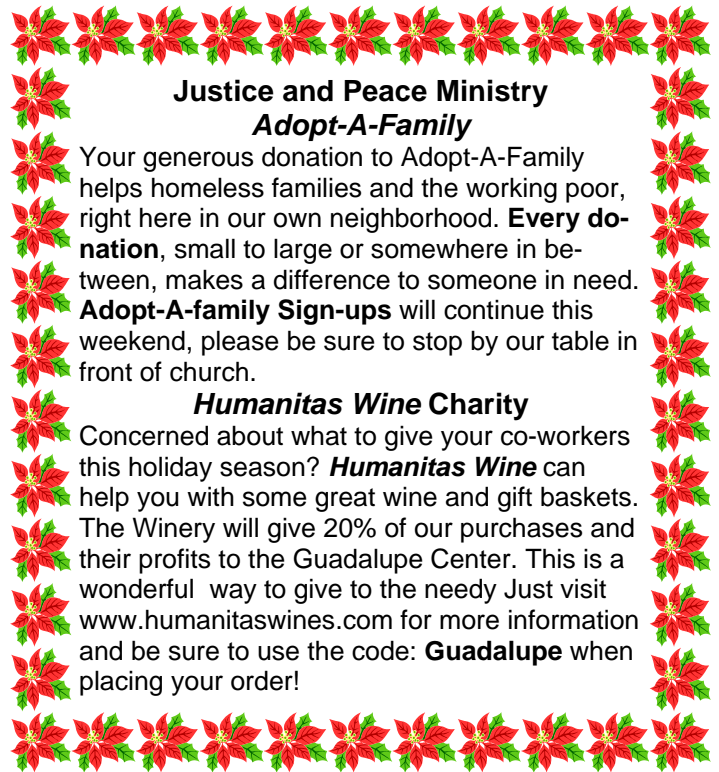 Justice and Peace Ministry
Adopt-A-Family
Your generous donation to Adopt-A-Family
helps homeless families and the working poor,
right here in our own neighborhood. Every do-
nation, small to large or somewhere in be-
tween, makes a difference to someone in need.
Adopt-A-family Sign-ups will continue this
weekend, please be sure to stop by our table in
front of church.
Humanitas Wine Charity
Concerned about what to give your co-workers
this holiday season? Humanitas Wine can
help you with some great wine and gift baskets.
The Winery will give 20% of our purchases and
their profits to the Guadalupe Center. This is a
wonderful  way to give to the needy Just visit
www.humanitaswines.com for more information
and be sure to use the code: Guadalupe when
placing your order!